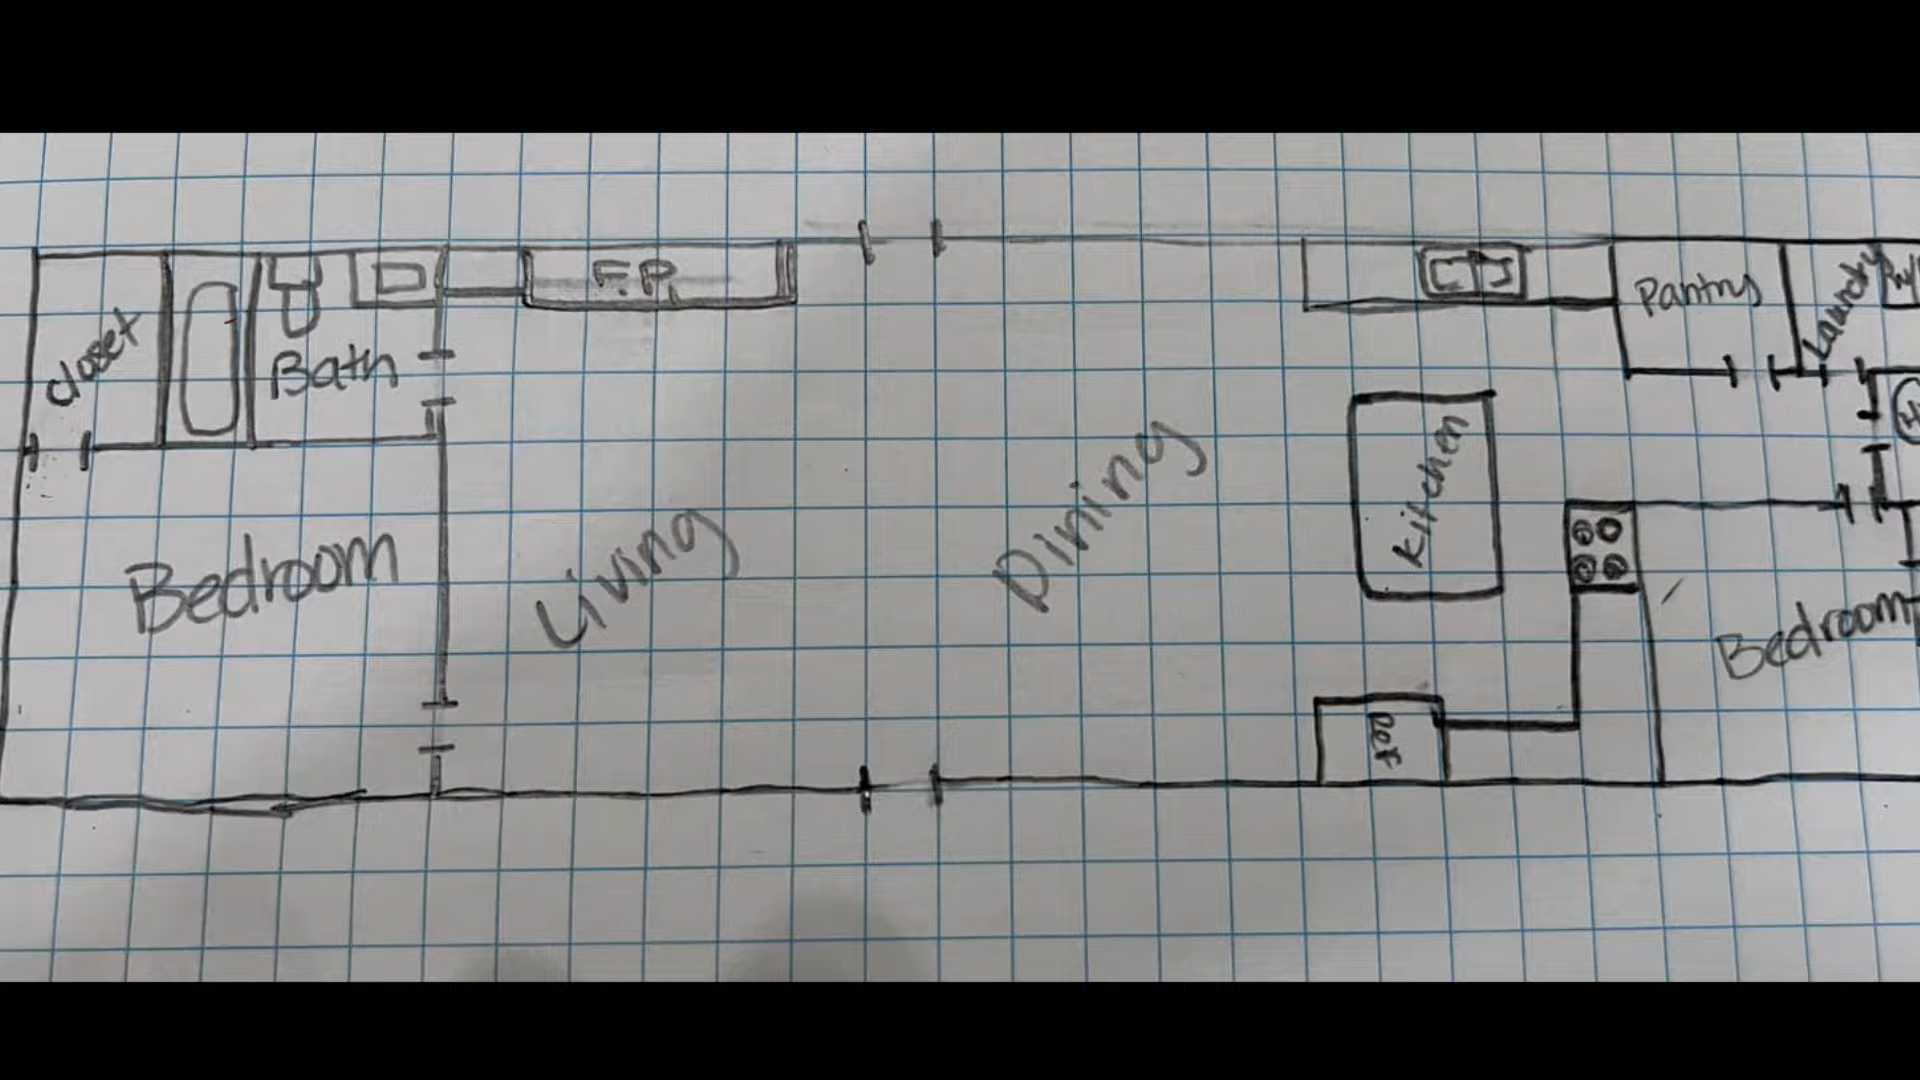 F.P.
Pantry
Laundry
closet
Bath
Kitchen
Dining
Living
Bedroom
Bedroom
Ref